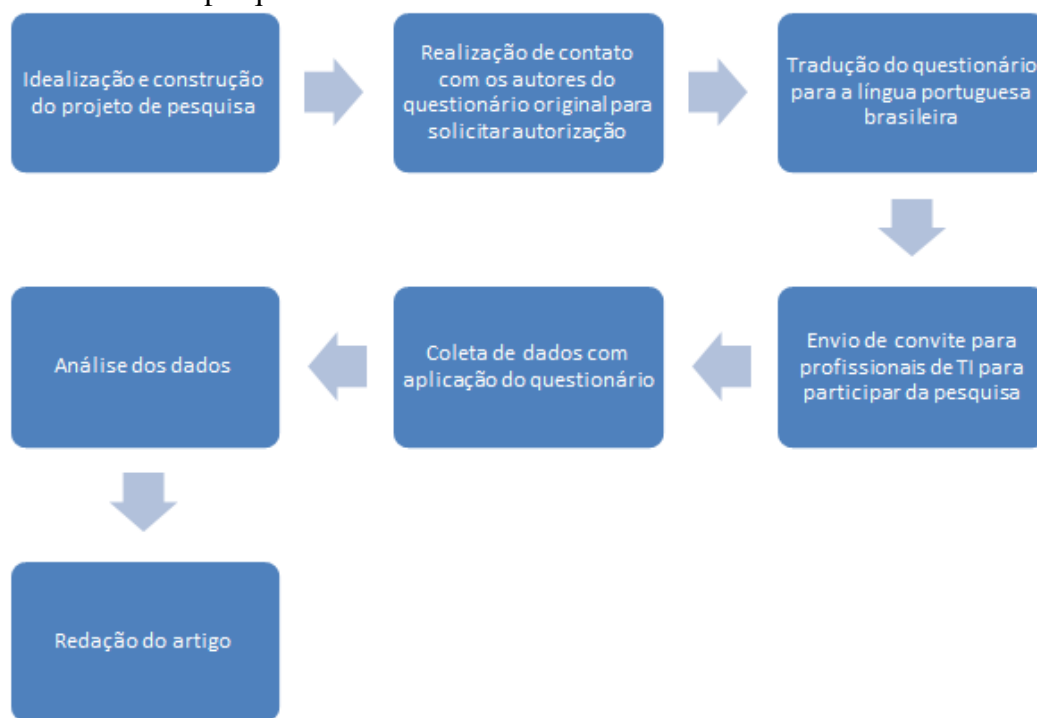 Idealização e construção
do projeto de pesquisa
Realização de contato
com os autores do
questionário original para
solicitar autorização
Tradução do questionário
para a língua portuguesa
brasileira
Envio de convite para
profissionais de TI para
participar da pesquisa
Coleta de dados com
aplicação do questionário
Análise dos dados
Redação do artigo